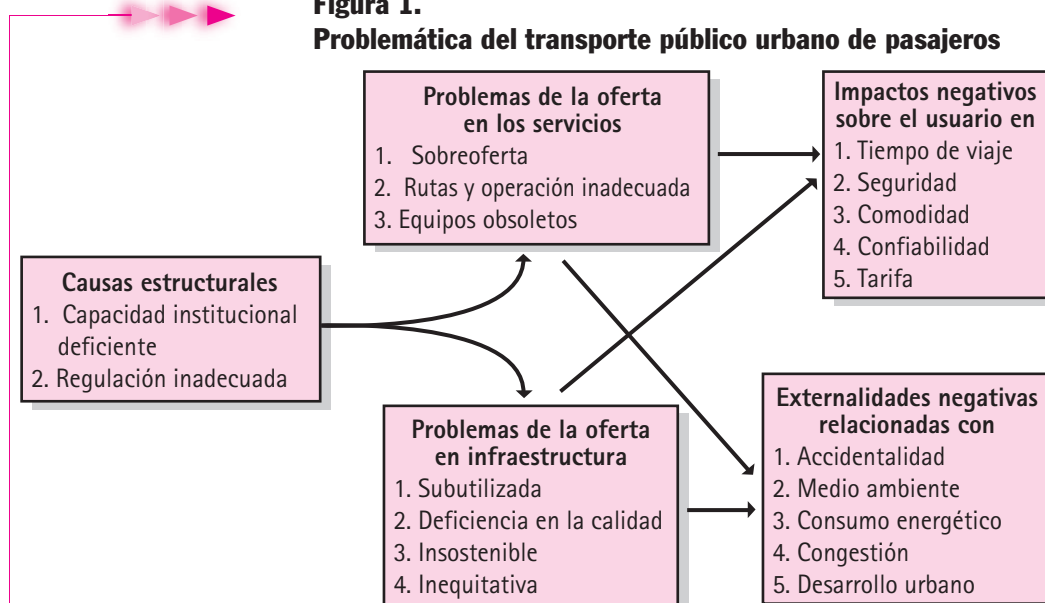 Figura 1.
Problemática del transporte público urbano de pasajeros
Problemas de la oferta
en los servicios
1. Sobreoferta
2. Rutas y operación inadecuada
3. Equipos obsoletos
Impactos negativos
sobre el usuario en
1. Tiempo de viaje
2. Seguridad
3. Comodidad
4. Confiabilidad
5. Tarifa
Causas estructurales
1. Capacidad institucional
deficiente
2. Regulación inadecuada
Problemas de la oferta
en infraestructura
1. Subutilizada
2. Deficiencia en la calidad
3. Insostenible
4. Inequitativa
Externalidades negativas
relacionadas con
1. Accidentalidad
2. Medio ambiente
3. Consumo energético
4. Congestión
5. Desarrollo urbano